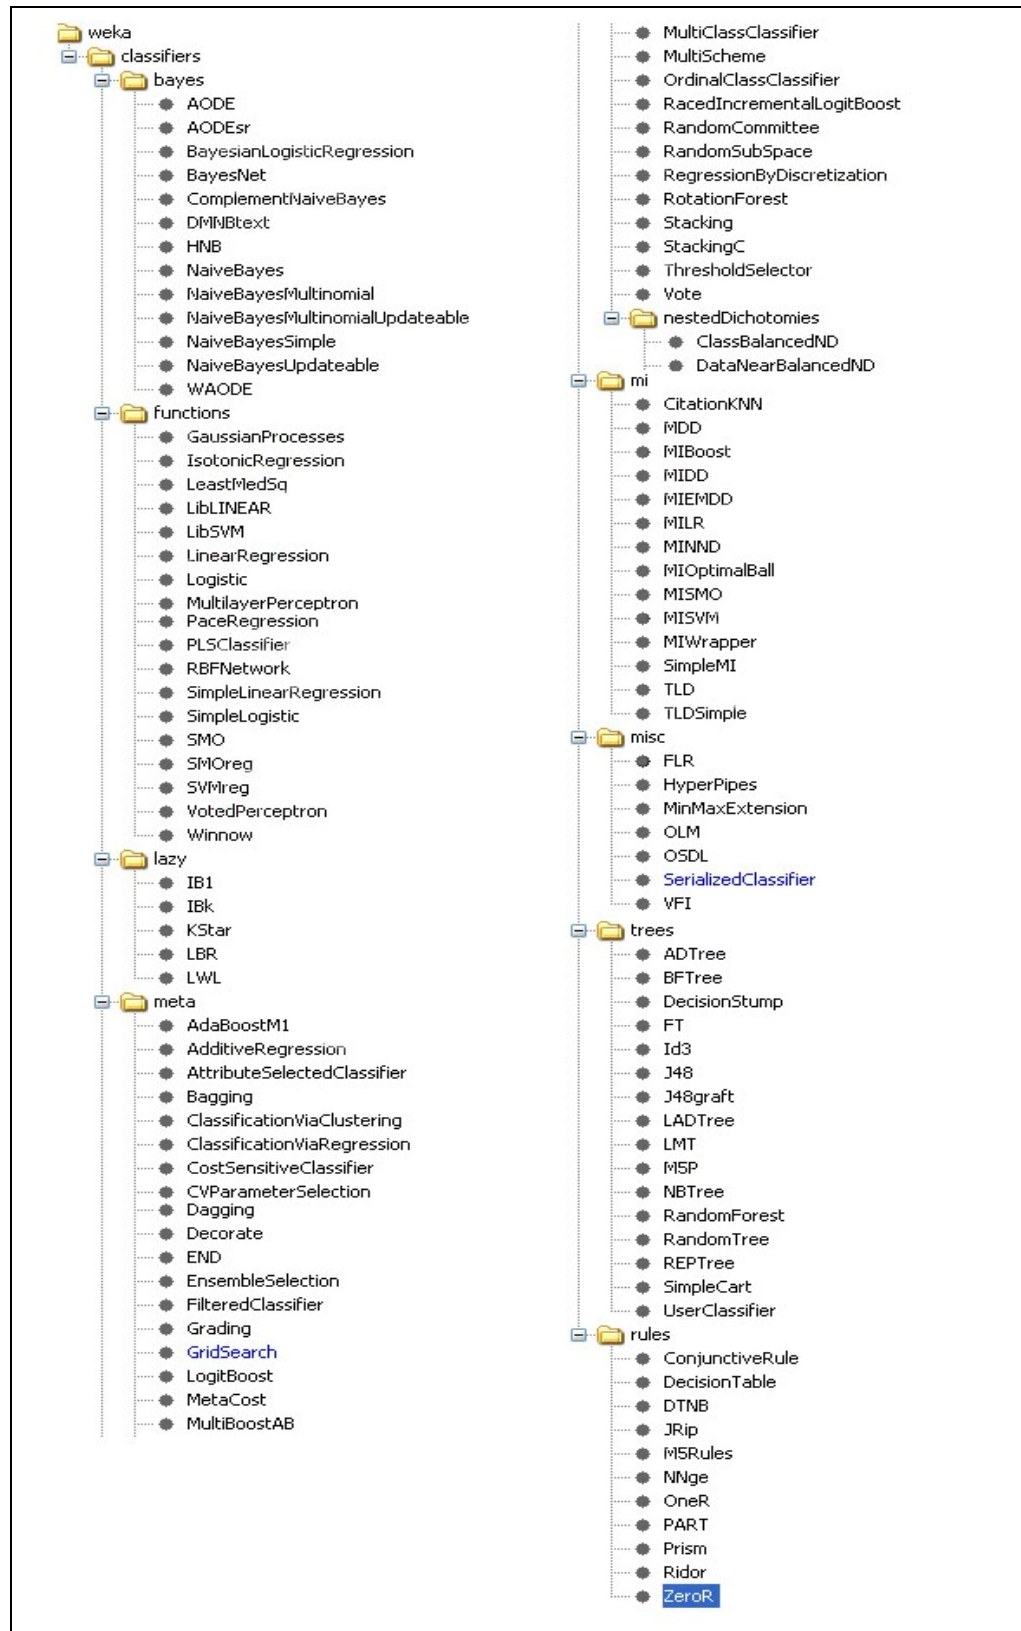 weka
classifiers
bayes
AODE
AODEsr
BayesianLogisticRegression
BayesNet
ComplementNaiveBayes
DMNBtext
HNB
NaiveBayes
NaiveBayesMultinomial
NaiveBayesMultinomialUpdateable
NaiveBayesSimple
NaiveBayesUpdateable
WAODE
functions
GaussianProcesses
IsotonicRegression
LeastMedSq
LibLINEAR
LibSVM
LinearRegression
Logistic
MultilayerPerceptron
PaceRegression
PLSClassifier
RBFNetwork
SimpleLinearRegression
SimpleLogistic
SMO
SMOreg
SVMreg
VotedPerceptron
Winnow
lazy
IB1
IBk
KStar
LBR
LWL
meta
AdaBoostM1
AdditiveRegression
AttributeSelectedClassifier
Bagging
ClassificationViaClustering
ClassificationViaRegression
CostSensitiveClassifier
CVParameterSelection
Dagging
Decorate
END
EnsembleSelection
FilteredClassifier
Grading
GridSearch
LogitBoost
MetaCost
MultiBoostAB
MultiClassClassifier
MultiScheme
OrdinalClassClassifier
RacedIncrementalLogitBoost
RandomCommittee
RandomSubSpace
RegressionByDiscretization
RotationForest
Stacking
StackingC
ThresholdSelector
Vote
nestedDichotomies
ClassBalancedND
DataNearBalancedND
mi
CitationKNN
MDD
MIBoost
MIDD
MIEMDD
MILR
MINND
MIOptimalBall
MISMO
MISVM
MIWrapper
SimpleMI
TLD
TLDSimple
misc
FLR
HyperPipes
MinMaxExtension
OLM
OSDL
SerializedClassifier
VFI
trees
ADTree
BFTree
DecisionStump
FT
Id3
J48
J48graft
LADTree
LMT
M5P
NBTree
RandomForest
RandomTree
REPTree
SimpleCart
UserClassifier
rules
ConjunctiveRule
DecisionTable
DTNB
JRip
M5Rules
NNge
OneR
PART
Prism
Ridor
ZeroR